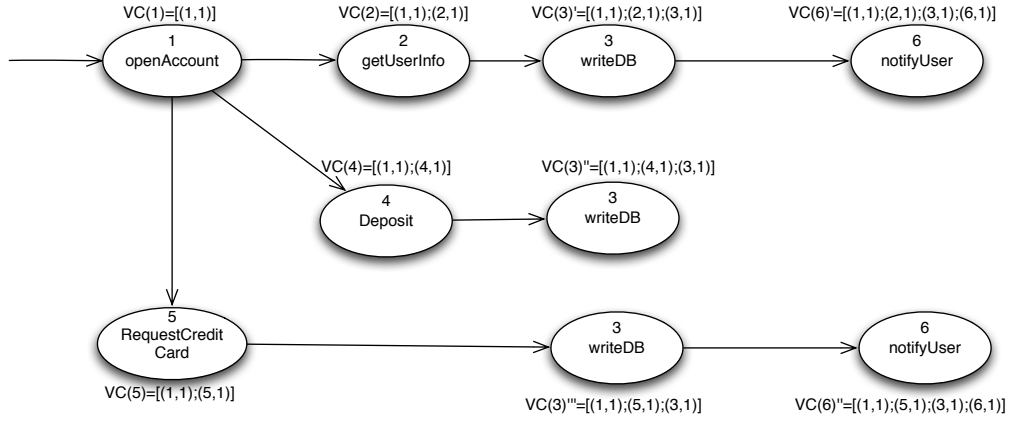 VC(1)=[(1,1)]
VC(2)=[(1,1);(2,1)]
VC(3)'=[(1,1);(2,1);(3,1)]
VC(6)'=[(1,1);(2,1);(3,1);(6,1)]
1
openAccount
2
getUserInfo
3
writeDB
6
notifyUser
VC(4)=[(1,1);(4,1)]
VC(3)''=[(1,1);(4,1);(3,1)]
4
Deposit
3
writeDB
5
RequestCredit
Card
3
writeDB
6
notifyUser
VC(5)=[(1,1);(5,1)]
VC(3)'''=[(1,1);(5,1);(3,1)]
VC(6)''=[(1,1);(5,1);(3,1);(6,1)]